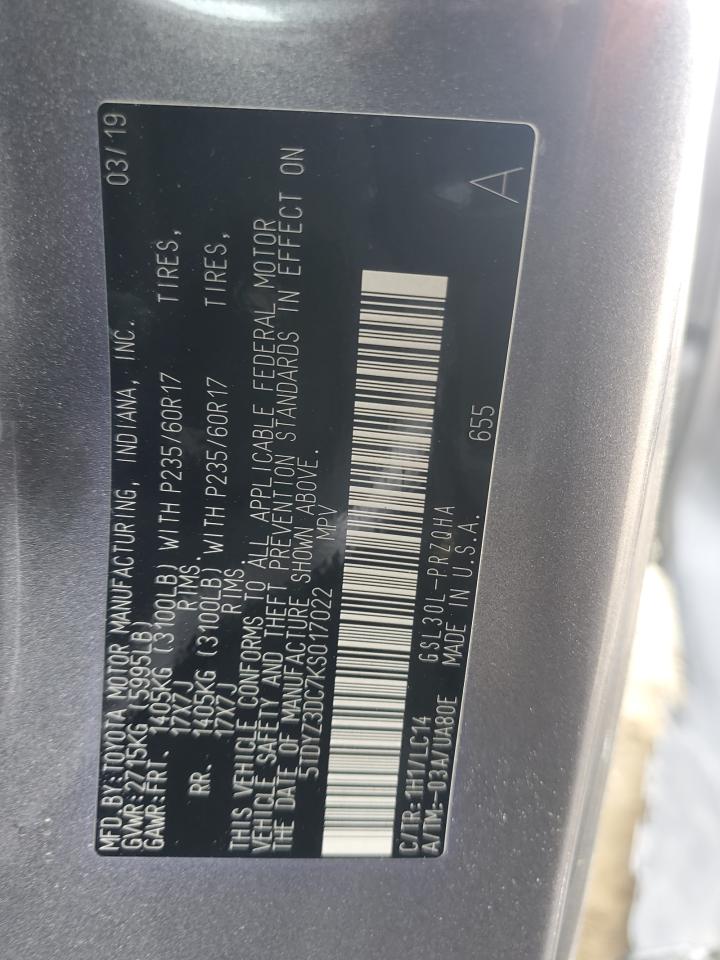 MFD. BY: TOYOTA MOTOR MANUFACTURING, INDIANA, INC. 03/19
GVWR: 2715KG (5995LB)
GAWR: FRT. 1405KG (3100LB) WITH P235/60R17 TIRES,
17X7J RIMS.
RR. 1405KG (3100LB) WITH P235/60R17 TIRES,
17X7J RIMS
THIS VEHICLE CONFORMS TO ALL APPLICABLE FEDERAL MOTOR
VEHICLE SAFETY AND THEFT PREVENTION STANDARDS IN EFFECT ON
THE DATE OF MANUFACTURE SHOWN ABOVE.
5TDYZ3DC7KS017022 MPV
A
C/TR: 1H1/LC14 GSL30L-PRZQHA
A/TM:-03A/UA80E MADE IN U.S.A. 655